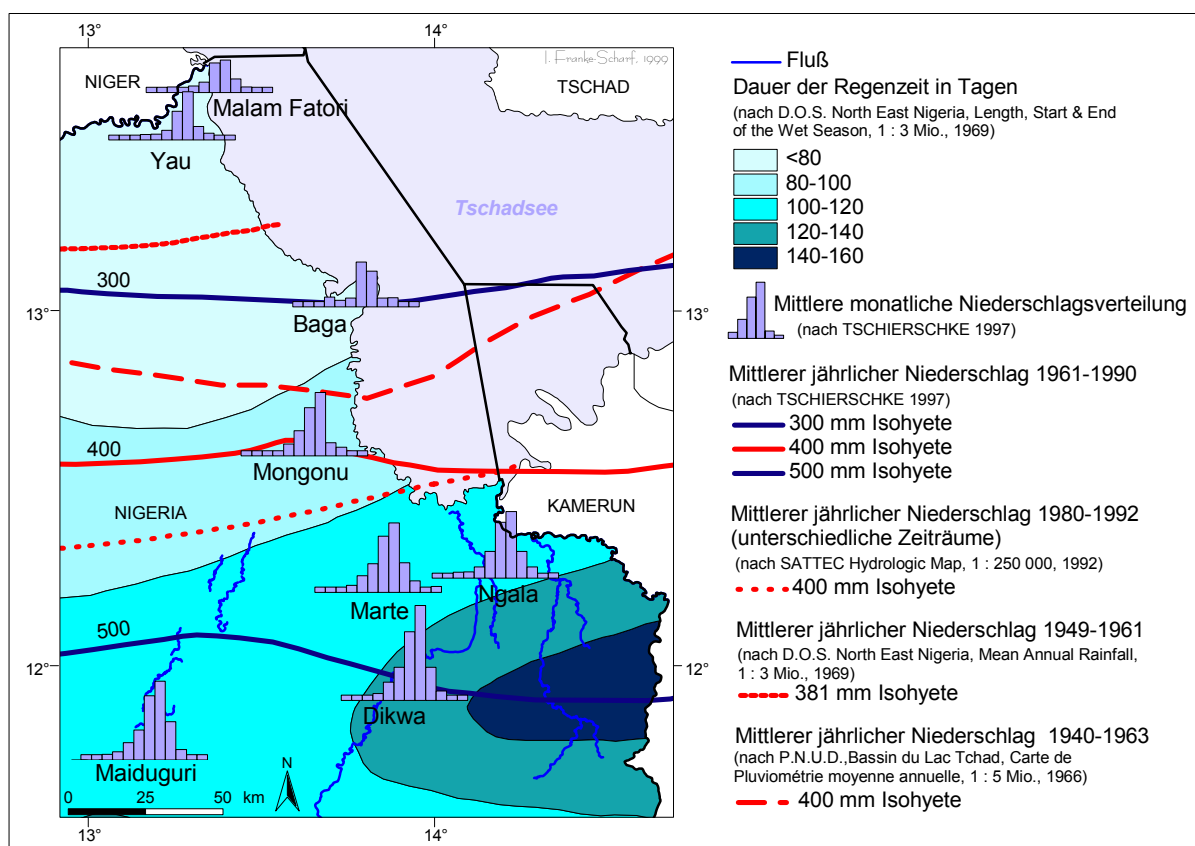 13°
14°
I. Franke-Scharf, 1999
NIGER
TSCHAD
Malam Fatori
Yau
Tschadsee
300
13°
13°
Baga
400
Mongonu
NIGERIA
KAMERUN
Marte
Ngala
500
12°
12°
Dikwa
Maiduguri
N
0 25 50 km
13°
14°
Fluß
Dauer der Regenzeit in Tagen
(nach D.O.S. North East Nigeria, Length, Start & End
of the Wet Season, 1 : 3 Mio., 1969)
<80
80-100
100-120
120-140
140-160
Mittlere monatliche Niederschlagsverteilung
(nach TSCHIERSCHKE 1997)
Mittlerer jährlicher Niederschlag 1961-1990
(nach TSCHIERSCHKE 1997)
300 mm Isohyete
400 mm Isohyete
500 mm Isohyete
Mittlerer jährlicher Niederschlag 1980-1992
(unterschiedliche Zeiträume)
(nach SATTEC Hydrologic Map, 1 : 250 000, 1992)
400 mm Isohyete
Mittlerer jährlicher Niederschlag 1949-1961
(nach D.O.S. North East Nigeria, Mean Annual Rainfall,
1 : 3 Mio., 1969)
381 mm Isohyete
Mittlerer jährlicher Niederschlag 1940-1963
(nach P.N.U.D.,Bassin du Lac Tchad, Carte de
Pluviométrie moyenne annuelle, 1 : 5 Mio., 1966)
400 mm Isohyete